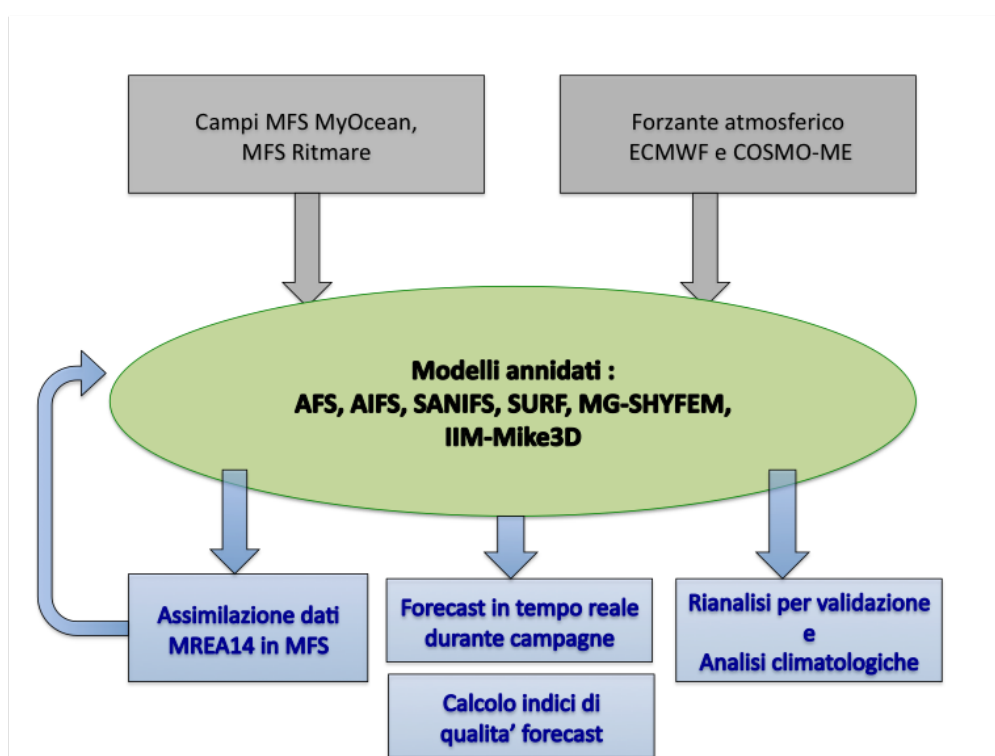 Campi MFS MyOcean,
MFS Ritmare
Forzante atmosferico
ECMWF e COSMO-ME
Modelli annidati :
AFS, AIFS, SANIFS, SURF, MG-SHYFEM,
IIM-Mike3D
Assimilazione dati
MREA14 in MFS
Forecast in tempo reale
durante campagne
Rianalisi per validazione
e
Analisi climatologiche
Calcolo indici di
qualita' forecast